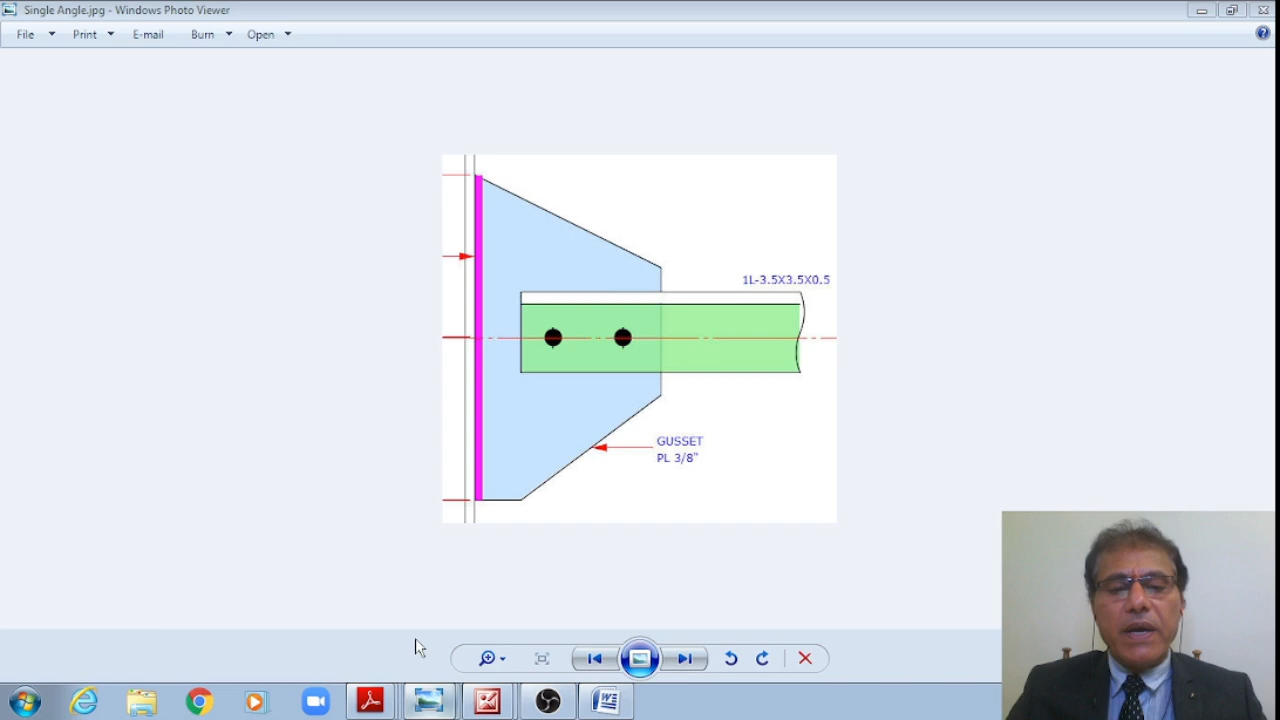 Single Angle.jpg - Windows Photo Viewer
File Print E-mail Burn Open
1L-3.5X3.5X0.5
GUSSET
PL 3/8"